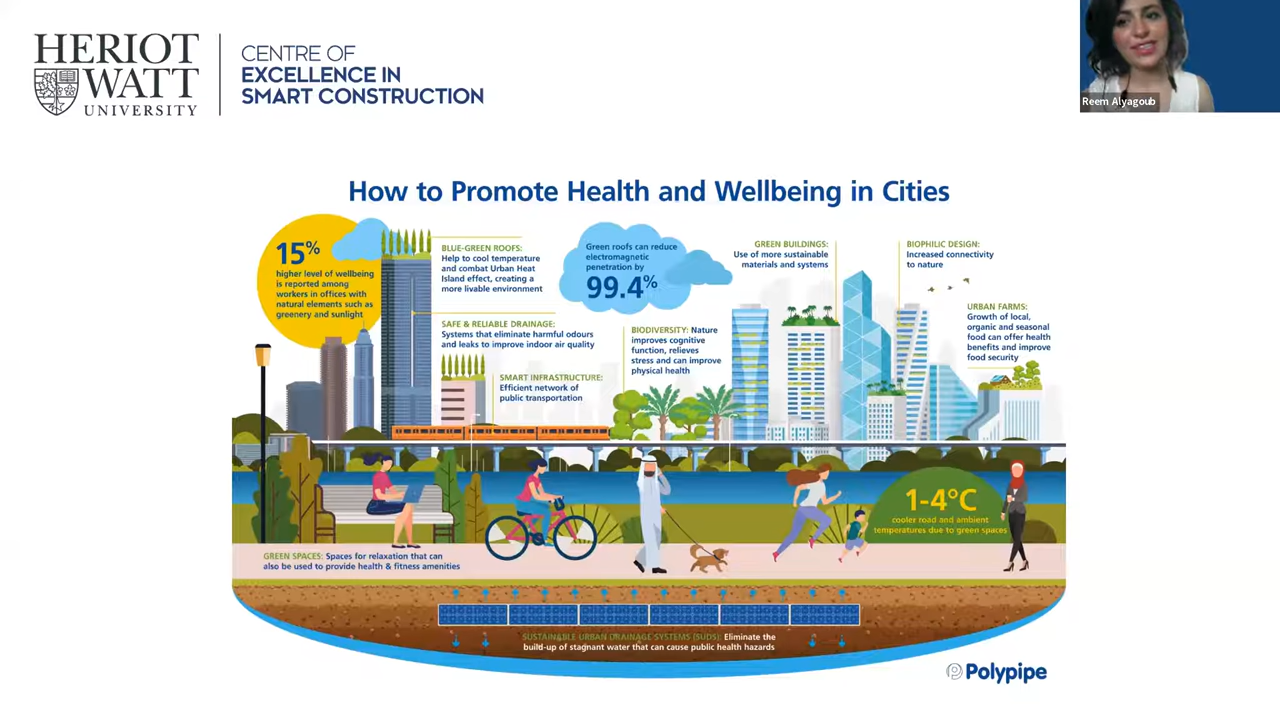 HERIOT
WATT
UNIVERSITY
CENTRE OF
EXCELLENCE IN
SMART CONSTRUCTION
Reem Alyagoub
How to Promote Health and Wellbeing in Cities
15%
higher level of wellbeing
is reported among
workers in offices with
natural elements such as
greenery and sunlight
BLUE-GREEN ROOFS:
Help to cool temperature
and combat Urban Heat
Island effect, creating a
more livable environment
SAFE & RELIABLE DRAINAGE:
Systems that eliminate harmful odours
and leaks to improve indoor air quality
SMART INFRASTRUCTURE:
Efficient network of
public transportation
Green roofs can reduce
electromagnetic
penetration by
99.4%
BIODIVERSITY: Nature
improves cognitive
function, relieves
stress and can improve
physical health
GREEN BUILDINGS:
Use of more sustainable
materials and systems
BIOPHILIC DESIGN:
Increased connectivity
to nature
URBAN FARMS:
Growth of local,
organic and seasonal
food can offer health
benefits and improve
food security
1-4°C
cooler road and ambient
temperatures due to green spaces
GREEN SPACES: Spaces for relaxation that can
also be used to provide health & fitness amenities
SUSTAINABLE URBAN DRAINAGE SYSTEMS (SUDS): Eliminate the
build-up of stagnant water that can cause public health hazards
Polypipe